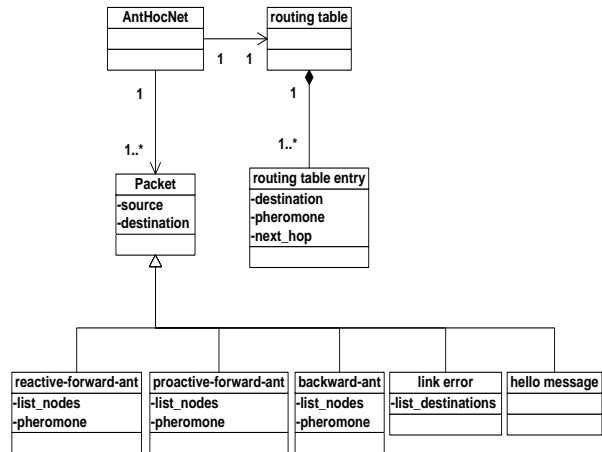 AntHocNet
routing table
1
1
1
1
1..*
1..*
Packet
-source
-destination
routing table entry
-destination
-pheromone
-next_hop
reactive-forward-ant
-list_nodes
-pheromone
proactive-forward-ant
-list_nodes
-pheromone
backward-ant
-list_nodes
-pheromone
link error
-list_destinations
hello message